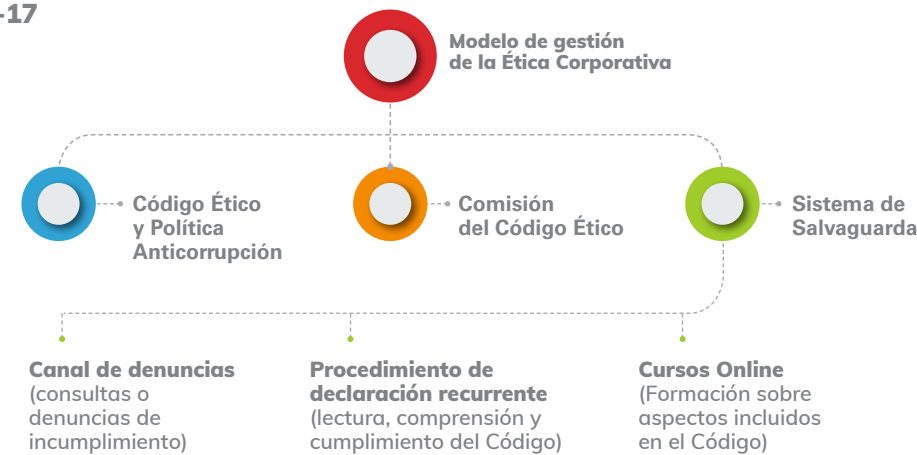 -17
Modelo de gestión
de la Ética Corporativa
Código Ético
y Política
Anticorrupción
Comisión
del Código Ético
Sistema de
Salvaguarda
Canal de denuncias
(consultas o
denuncias de
incumplimiento)
Procedimiento de
declaración recurrente
(lectura, comprensión y
cumplimiento del Código)
Cursos Online
(Formación sobre
aspectos incluidos
en el Código)